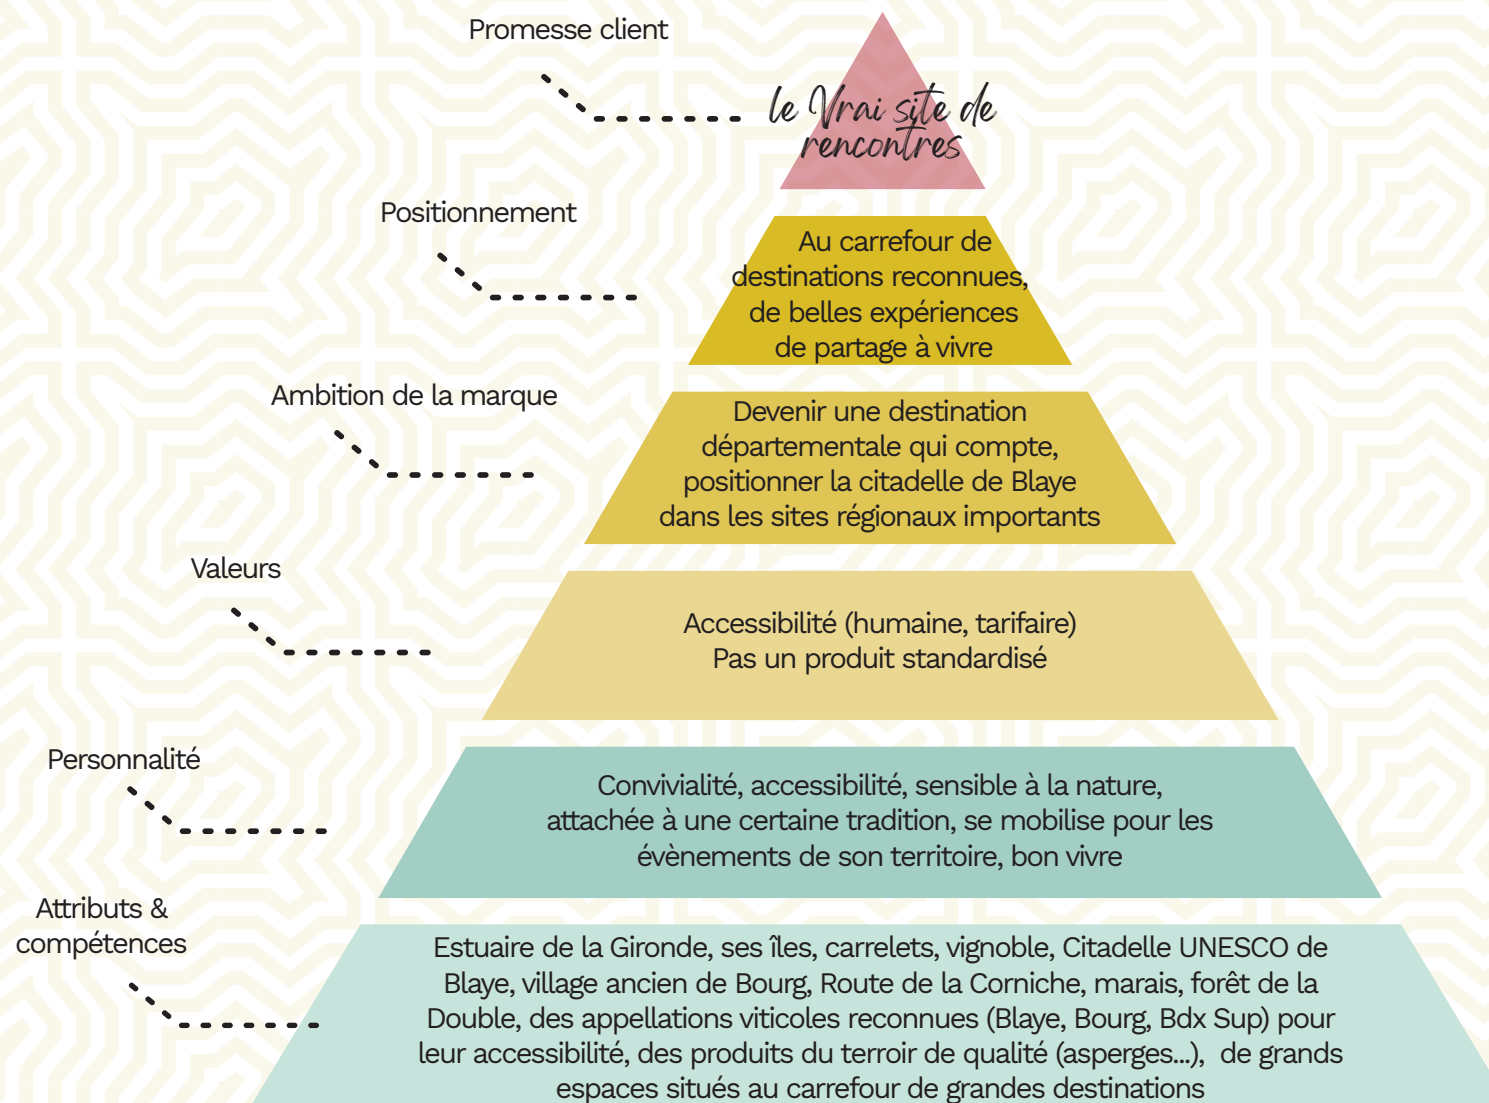 Promesse client
le Vrai site de
rencontres
Positionnement
Au carrefour de
destinations reconnues,
de belles expériences
de partage à vivre
Ambition de la marque
Devenir une destination
départementale qui compte,
positionner la citadelle de Blaye
dans les sites régionaux importants
Valeurs
Accessibilité (humaine, tarifaire)
Pas un produit standardisé
Personnalité
Convivialité, accessibilité, sensible à la nature,
attachée à une certaine tradition, se mobilise pour les
évènements de son territoire, bon vivre
Attributs &
compétences
Estuaire de la Gironde, ses îles, carrelets, vignoble, Citadelle UNESCO de
Blaye, village ancien de Bourg, Route de la Corniche, marais, forêt de la
Double, des appellations viticoles reconnues (Blaye, Bourg, Bdx Sup) pour
leur accessibilité, des produits du terroir de qualité (asperges...), de grands
espaces situés au carrefour de grandes destinations